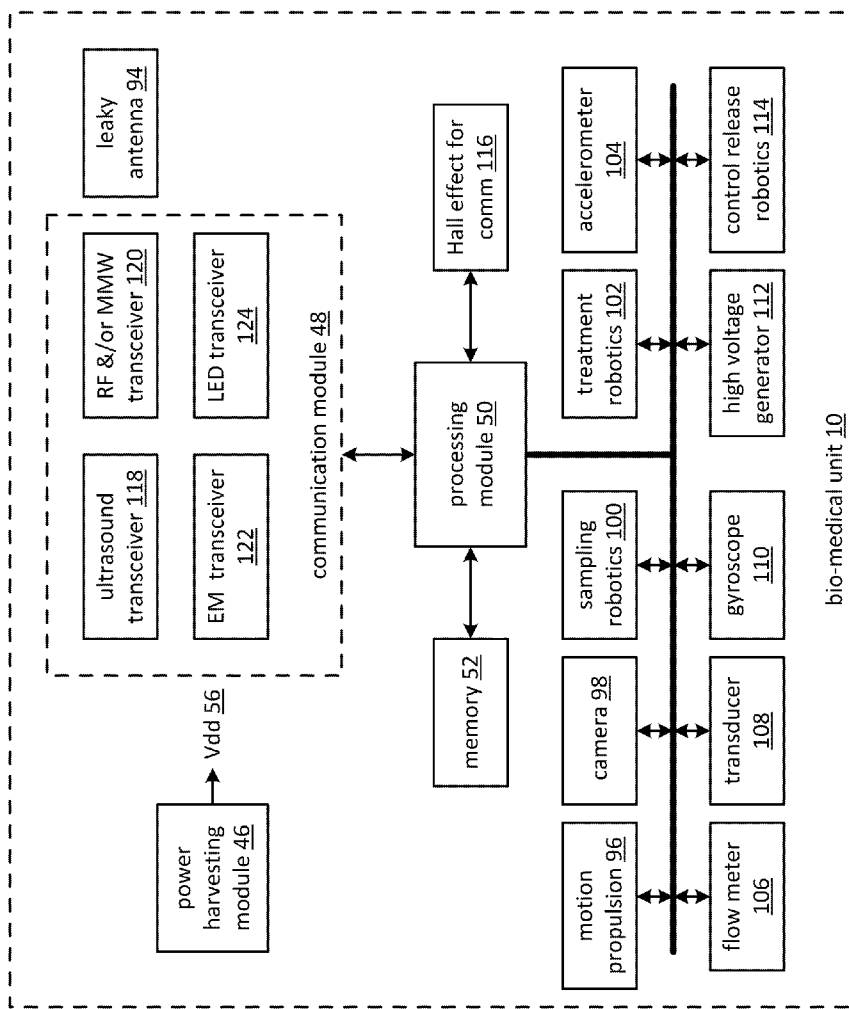 power
harvesting
module 46
Vdd 56
ultrasound
transceiver 118
RF &/or MMW
transceiver 120
EM transceiver
122
LED transceiver
124
communication module 48
leaky
antenna 94
memory 52
processing
module 50
Hall effect for
comm 116
motion
propulsion 96
camera 98
sampling
robotics 100
treatment
robotics 102
accelerometer
104
flow meter
106
transducer
108
gyroscope
110
high voltage
generator 112
control release
robotics 114
bio-medical unit 10